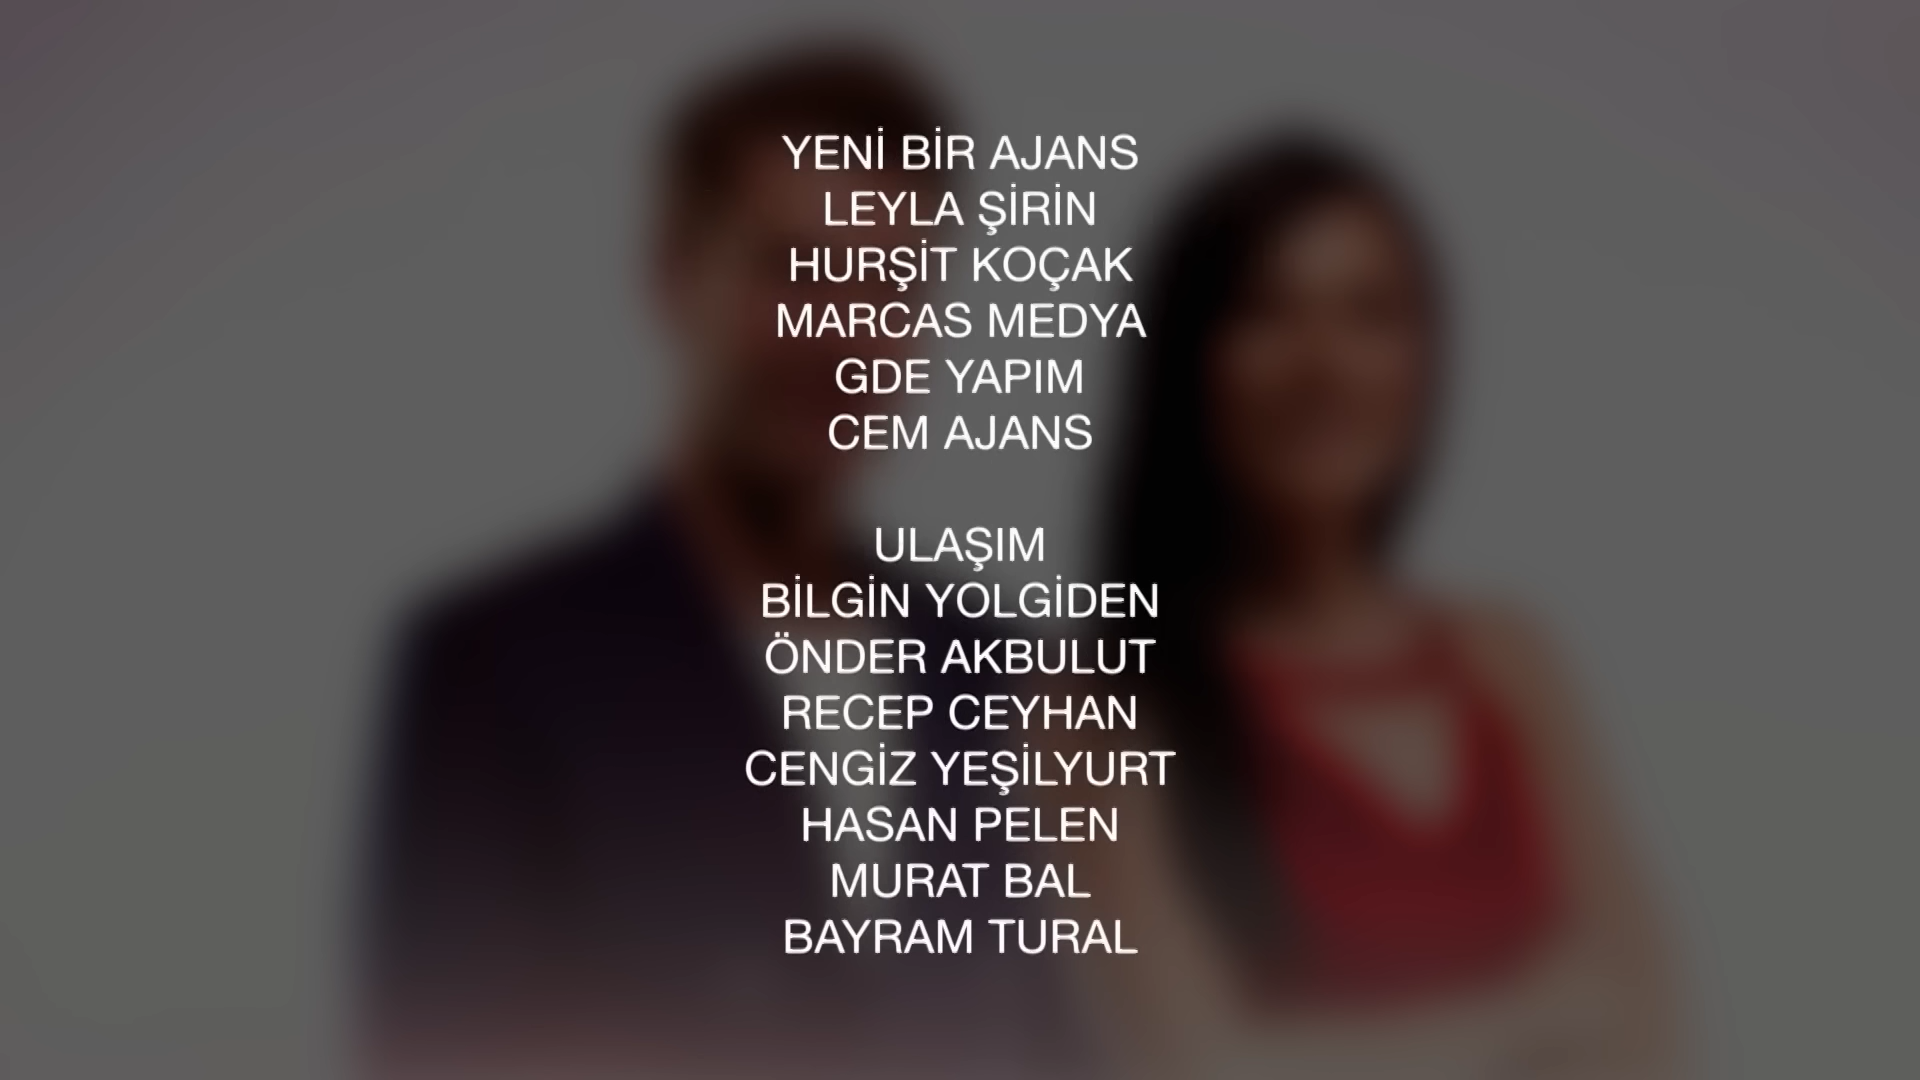 YENİ BİR AJANS
LEYLA ŞİRİN
HURŞİT KOÇAK
MARCAS MEDYA
GDE YAPIM
CEM AJANS
ULAŞIM
BİLGİN YOLGİDEN
ÖNDER AKBULUT
RECEP CEYHAN
CENGİZ YEŞİLYURT
HASAN PELEN
MURAT BAL
BAYRAM TURAL